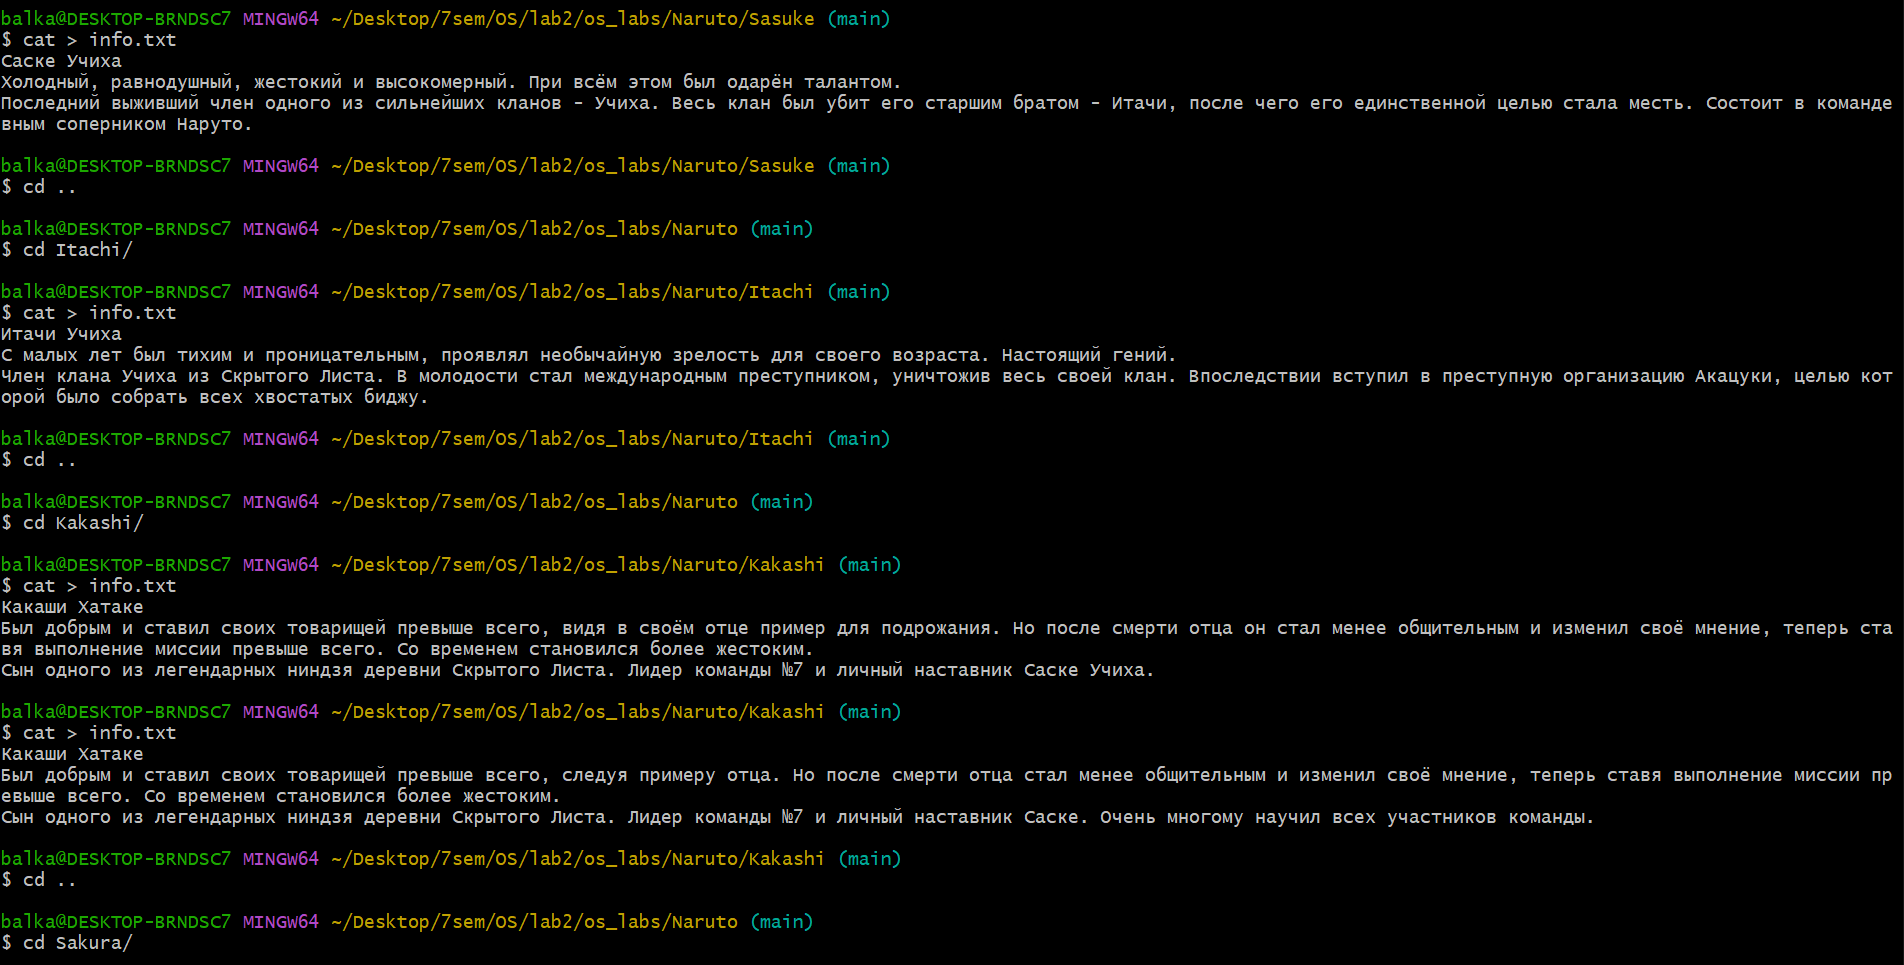 balka@DESKTOP-BRNDSC7 MINGW64 ~/Desktop/7sem/OS/lab2/os_labs/Naruto/Sasuke (main)
$ cat > info.txt
Саске Учиха
Холодный, равнодушный, жестокий и высокомерный. При всём этом был одарён талантом.
Последний выживший член одного из сильнейших кланов - Учиха. Весь клан был убит его старшим братом - Итачи, после чего его единственной целью стала месть. Состоит в команде
вным соперником Наруто.
balka@DESKTOP-BRNDSC7 MINGW64 ~/Desktop/7sem/OS/lab2/os_labs/Naruto/Sasuke (main)
$ cd ..
balka@DESKTOP-BRNDSC7 MINGW64 ~/Desktop/7sem/OS/lab2/os_labs/Naruto (main)
$ cd Itachi/
balka@DESKTOP-BRNDSC7 MINGW64 ~/Desktop/7sem/OS/lab2/os_labs/Naruto/Itachi (main)
$ cat > info.txt
Итачи Учиха
С малых лет был тихим и проницательным, проявлял необычайную зрелость для своего возраста. Настоящий гений.
Член клана Учиха из Скрытого Листа. В молодости стал международным преступником, уничтожив весь своей клан. Впоследствии вступил в преступную организацию Акацуки, целью кот
орой было собрать всех хвостатых биджу.
balka@DESKTOP-BRNDSC7 MINGW64 ~/Desktop/7sem/OS/lab2/os_labs/Naruto/Itachi (main)
$ cd ..
balka@DESKTOP-BRNDSC7 MINGW64 ~/Desktop/7sem/OS/lab2/os_labs/Naruto (main)
$ cd Kakashi/
balka@DESKTOP-BRNDSC7 MINGW64 ~/Desktop/7sem/OS/lab2/os_labs/Naruto/Kakashi (main)
$ cat > info.txt
Какаши Хатаке
Был добрым и ставил своих товарищей превыше всего, видя в своём отце пример для подрожания. Но после смерти отца он стал менее общительным и изменил своё мнение, теперь ста
вя выполнение миссии превыше всего. Со временем становился более жестоким.
Сын одного из легендарных ниндзя деревни Скрытого Листа. Лидер команды №7 и личный наставник Саске Учиха.
balka@DESKTOP-BRNDSC7 MINGW64 ~/Desktop/7sem/OS/lab2/os_labs/Naruto/Kakashi (main)
$ cat > info.txt
Какаши Хатаке
Был добрым и ставил своих товарищей превыше всего, следуя примеру отца. Но после смерти отца стал менее общительным и изменил своё мнение, теперь ставя выполнение миссии пр
евыше всего. Со временем становился более жестоким.
Сын одного из легендарных ниндзя деревни Скрытого Листа. Лидер команды №7 и личный наставник Саске. Очень многому научил всех участников команды.
balka@DESKTOP-BRNDSC7 MINGW64 ~/Desktop/7sem/OS/lab2/os_labs/Naruto/Kakashi (main)
$ cd ..
balka@DESKTOP-BRNDSC7 MINGW64 ~/Desktop/7sem/OS/lab2/os_labs/Naruto (main)
$ cd Sakura/